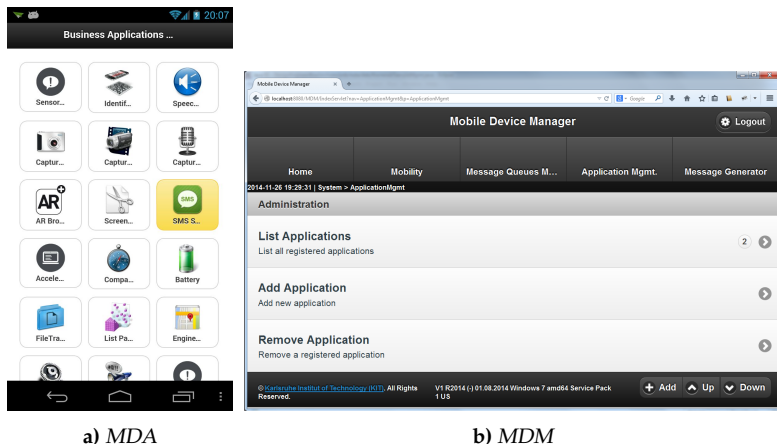 20:07
Business Applications ...
Sensor... Identif... Speec...
Captur... Captur... Captur...
AR
AR Bro... Screen... SMS S...
SMS
Accele... Compa... Battery
FileTra... List Pa... Engine...
a) MDA
Mobile Device Manager
localhost:8888/MDM/IndexServlet?nav=ApplicationMgmt&p=ApplicationMgmt
Google
Mobile Device Manager
Logout
Home Mobility Message Queues M... Application Mgmt. Message Generator
2014-11-26 19:29:31 | System > ApplicationMgmt
Administration
List Applications
List all registered applications
2
Add Application
Add new application
Remove Application
Remove a registered application
© Karlsruhe Institut of Technology (KIT), All Rights Reserved.
V1 R2014 (-) 01.08.2014 Windows 7 amd64 Service Pack 1 US
Add Up Down
b) MDM